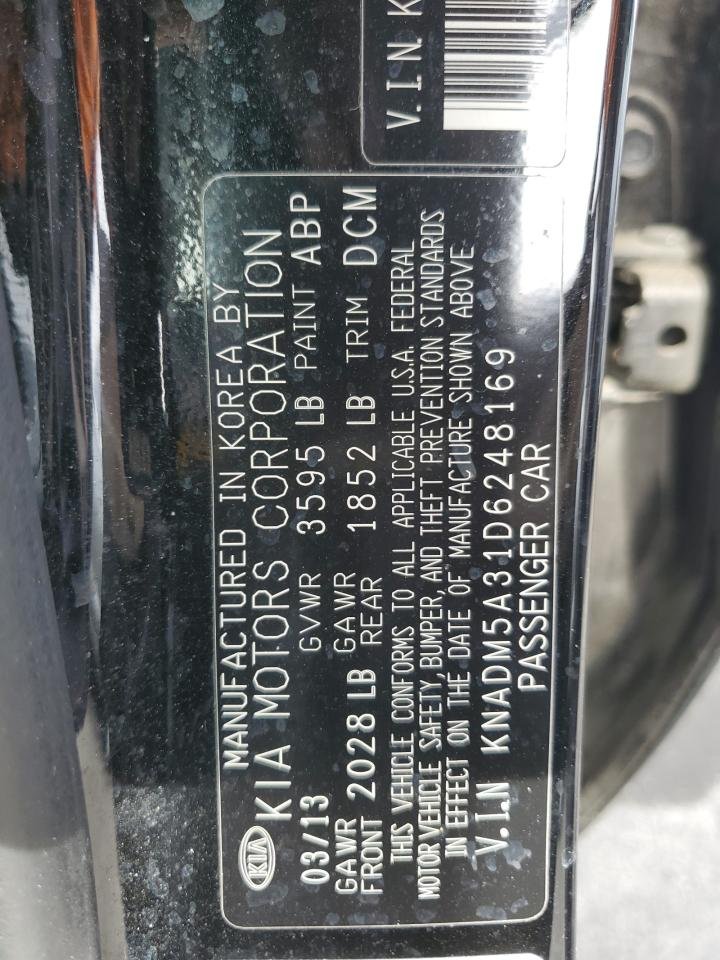 MANUFACTURED IN KOREA BY
KIA KIA MOTORS CORPORATION
03/13 GVWR 3595 LB PAINT ABP
GAWR FRONT 2028 LB GAWR REAR 1852 LB TRIM DCM
THIS VEHICLE CONFORMS TO ALL APPLICABLE U.S.A. FEDERAL
MOTOR VEHICLE SAFETY, BUMPER, AND THEFT PREVENTION STANDARDS
IN EFFECT ON THE DATE OF MANUFACTURE SHOWN ABOVE
V.I.N KNADM5A31D6248169
PASSENGER CAR
V.I.N K